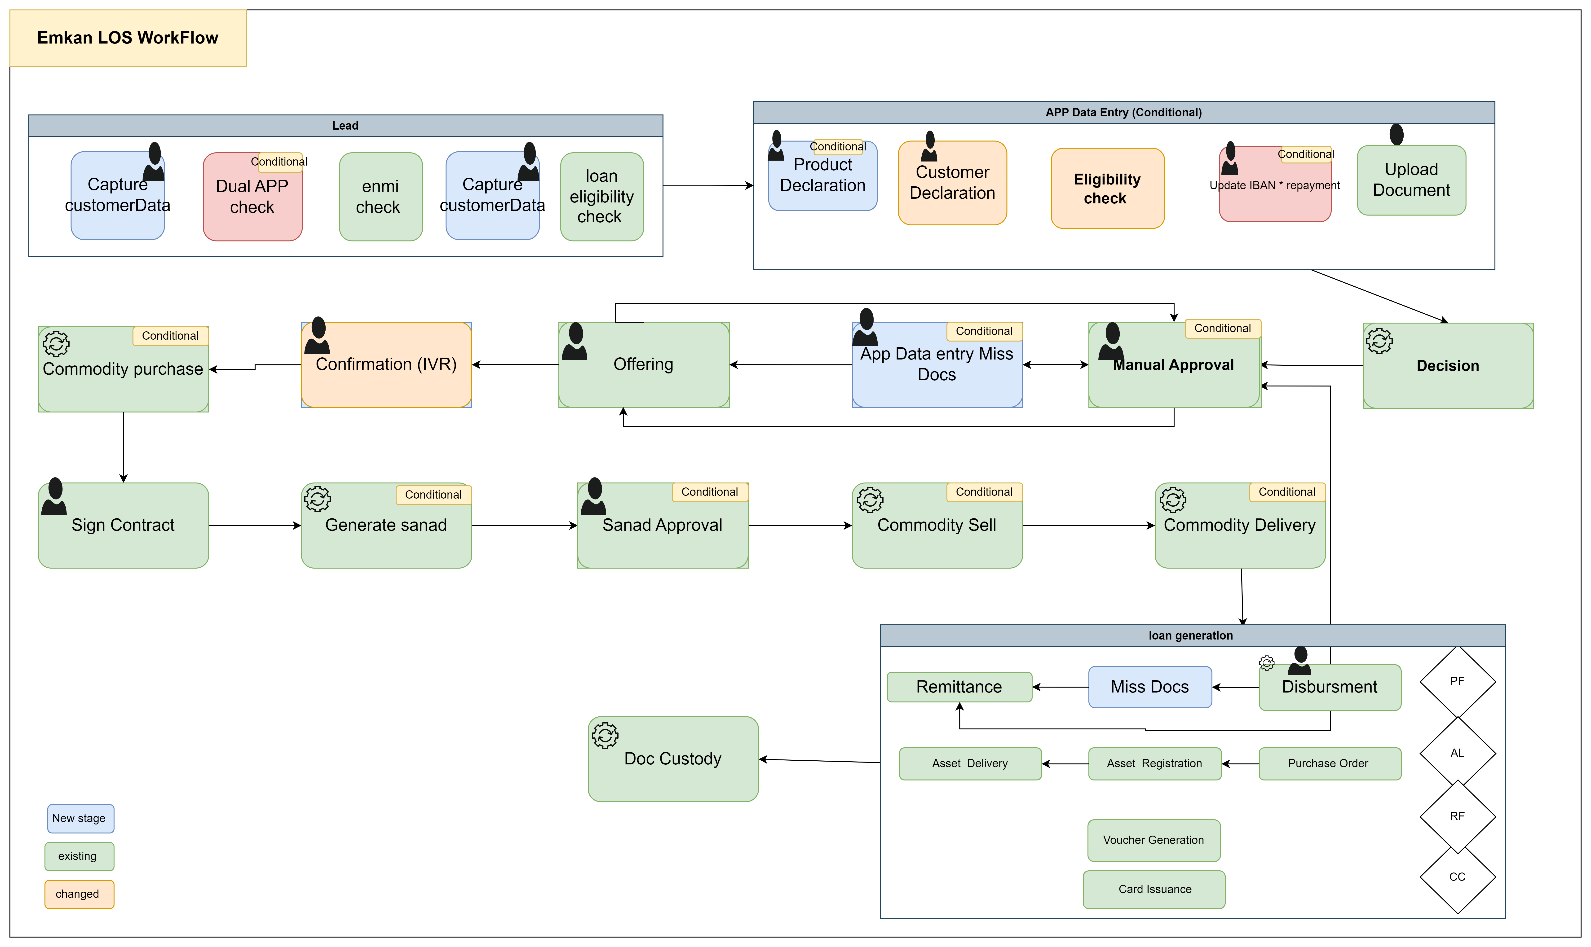 Emkan LOS WorkFlow
Lead
Capture
customerData
Conditional
Dual APP
check
enmi
check
Capture
customerData
loan
eligibility
check
APP Data Entry (Conditional)
Conditional
Product
Declaration
Customer
Declaration
Eligibility
check
Conditional
Update IBAN * repayment
Upload
Document
Conditional
Commodity purchase
Confirmation (IVR)
Offering
Conditional
App Data entry Miss
Docs
Conditional
Manual Approval
Decision
Sign Contract
Conditional
Generate sanad
Conditional
Sanad Approval
Conditional
Commodity Sell
Conditional
Commodity Delivery
loan generation
Remittance
Miss Docs
Disbursment
PF
Doc Custody
Asset Delivery
Asset Registration
Purchase Order
AL
New stage
existing
changed
Voucher Generation
RF
Card Issuance
CC